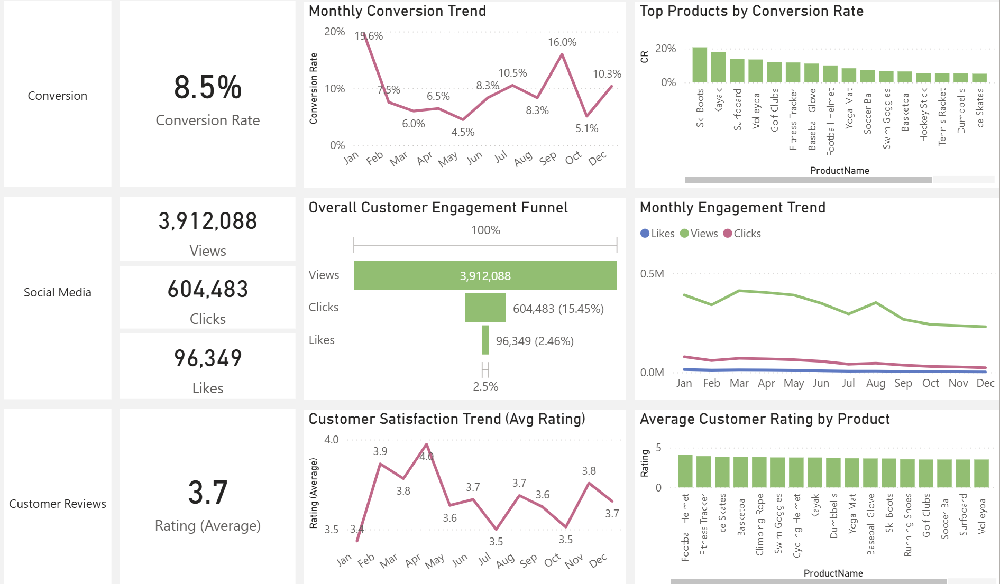 Conversion
8.5%
Conversion Rate
Monthly Conversion Trend
Conversion Rate
20%
10%
0%
19.6%
7.5%
6.0%
6.5%
4.5%
8.3%
10.5%
8.3%
16.0%
5.1%
10.3%
Jan
Feb
Mar
Apr
May
Jun
Jul
Aug
Sep
Oct
Dec
Top Products by Conversion Rate
CR
20%
0%
Ski Boots
Kayak
Surfboard
Volleyball
Golf Clubs
Fitness Tracker
Baseball Glove
Football Helmet
Yoga Mat
Soccer Ball
Swim Goggles
Basketball
Hockey Stick
Tennis Racket
Dumbbells
Ice Skates
ProductName
Social Media
3,912,088
Views
604,483
Clicks
96,349
Likes
Overall Customer Engagement Funnel
100%
Views
3,912,088
Clicks
604,483 (15.45%)
Likes
96,349 (2.46%)
2.5%
Monthly Engagement Trend
Likes Views Clicks
0.5M
0.0M
Jan
Feb
Mar
Apr
May
Jun
Jul
Aug
Sep
Oct
Nov
Dec
Customer Reviews
3.7
Rating (Average)
Customer Satisfaction Trend (Avg Rating)
Rating (Average)
4.0
3.5
3.4
3.9
3.8
4.0
3.6
3.7
3.5
3.7
3.6
3.5
3.8
3.7
Jan
Feb
Mar
Apr
May
Jun
Jul
Aug
Sep
Oct
Nov
Dec
Average Customer Rating by Product
Rating
5
0
Football Helmet
Fitness Tracker
Ice Skates
Basketball
Climbing Rope
Swim Goggles
Cycling Helmet
Kayak
Dumbbells
Yoga Mat
Baseball Glove
Ski Boots
Running Shoes
Golf Clubs
Soccer Ball
Surfboard
Volleyball
ProductName